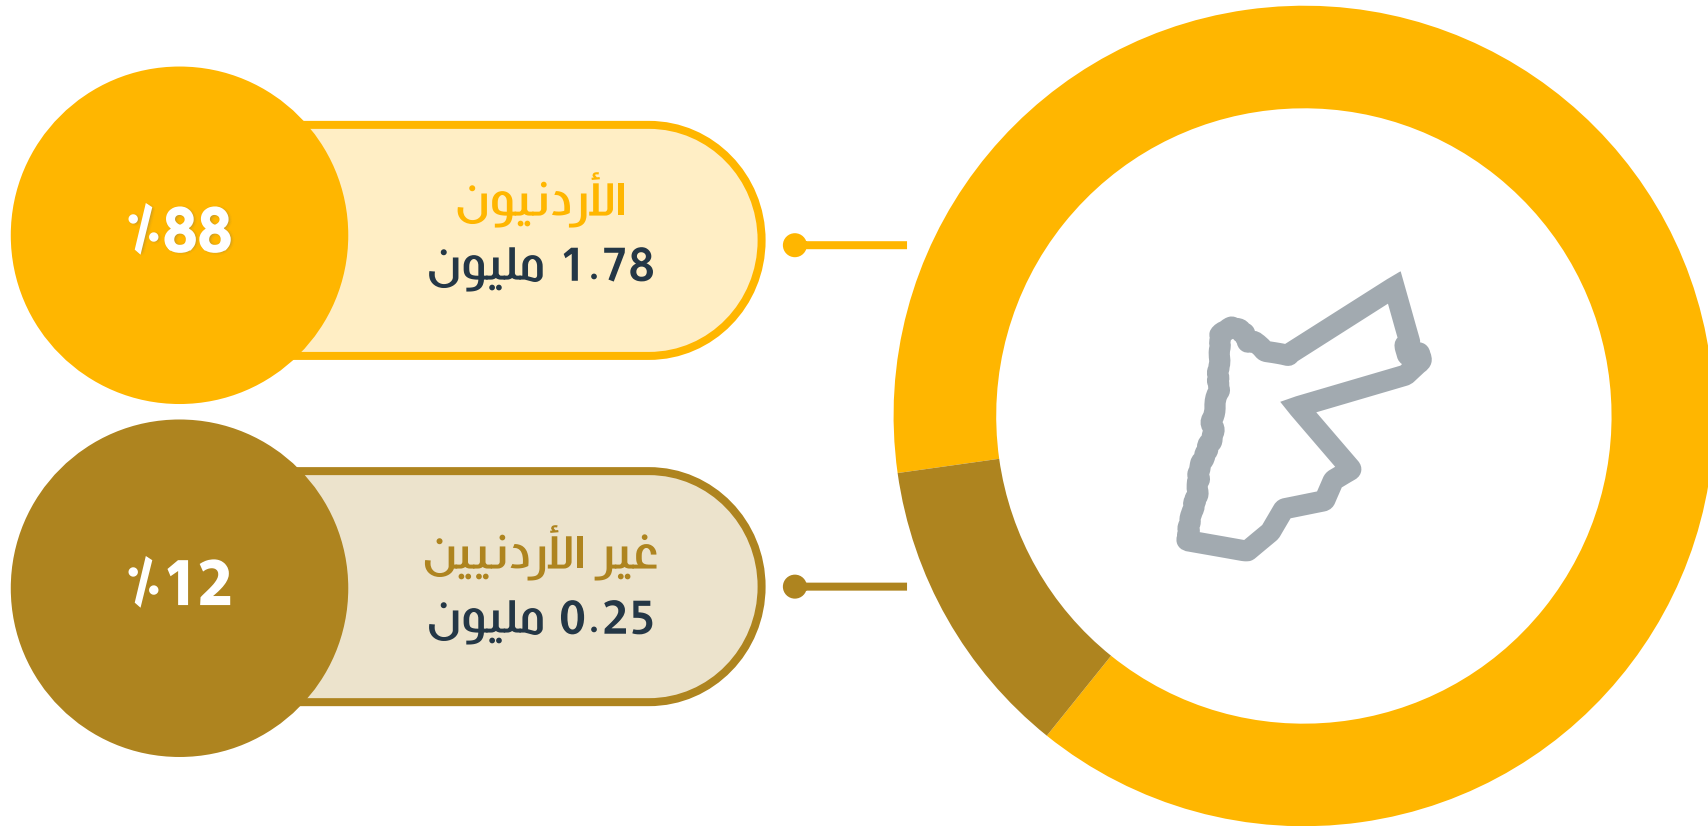 الأردنيون
1.78 مليون
٪88
غير الأردنيين
0.25 مليون
٪12